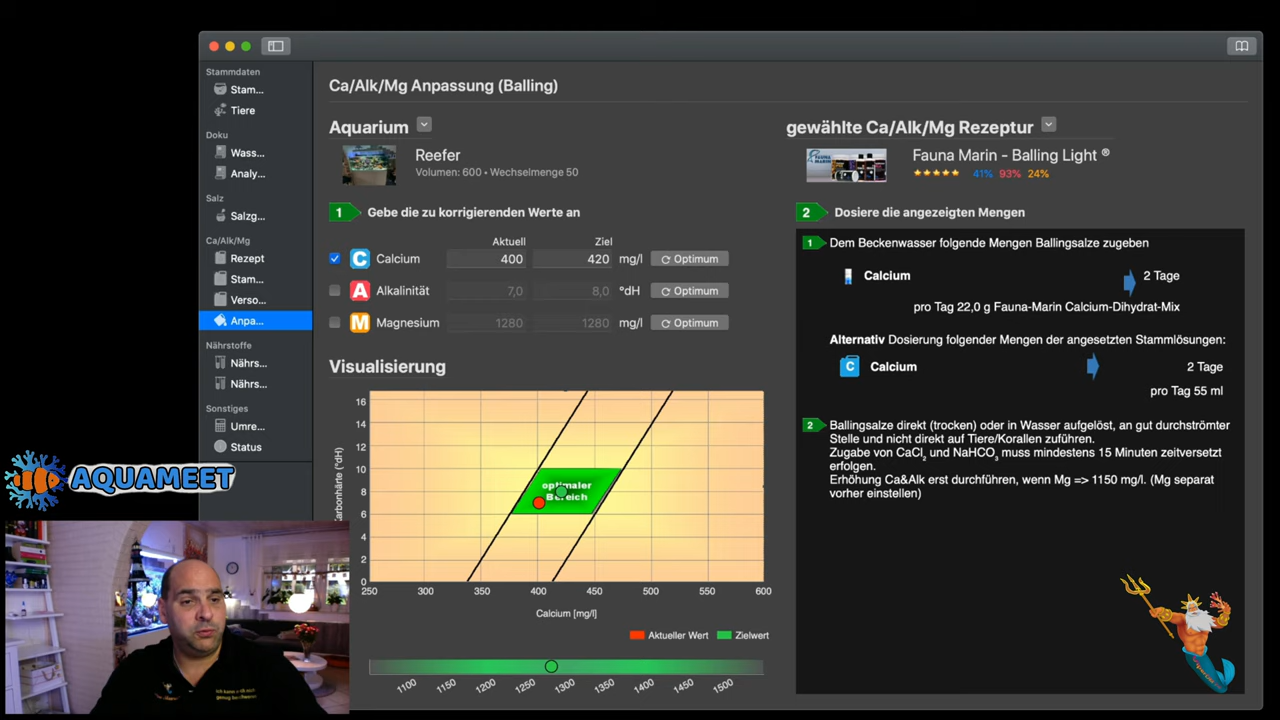 Stammdaten
Stam...
Tiere
Doku
Wass...
Analy...
Salz
Salzg...
Ca/Alk/Mg
Rezept
Stam...
Verso...
Anpa...
Nährstoffe
Nährs...
Nährs...
Sonstiges
Umre...
Status
AQUAMEET
Ca/Alk/Mg Anpassung (Balling)
Aquarium
Reefer
Volumen: 600 • Wechselmenge 50
1 Gebe die zu korrigierenden Werte an
Aktuell Ziel
C Calcium 400 420 mg/l Optimum
A Alkalinität 7,0 8,0 °dH Optimum
M Magnesium 1280 1280 mg/l Optimum
Visualisierung
16
14
12
10
8
6
4
2
0
Karbonhärte (°dH)
optimaler
Bereich
250 300 350 400 450 500 550 600
Calcium [mg/l]
Aktueller Wert Zielwert
1100 1150 1200 1250 1300 1350 1400 1450 1500
gewählte Ca/Alk/Mg Rezeptur
FAUNA MARIN
Fauna Marin - Balling Light ®
41% 93% 24%
2 Dosiere die angezeigten Mengen
1 Dem Beckenwasser folgende Mengen Ballingsalze zugeben
Calcium 2 Tage
pro Tag 22,0 g Fauna-Marin Calcium-Dihydrat-Mix
Alternativ Dosierung folgender Mengen der angesetzten Stammlösungen:
C Calcium 2 Tage
pro Tag 55 ml
2 Ballingsalze direkt (trocken) oder in Wasser aufgelöst, an gut durchströmter
Stelle und nicht direkt auf Tiere/Korallen zuführen.
Zugabe von CaCl₂ und NaHCO₃ muss mindestens 15 Minuten zeitversetzt
erfolgen.
Erhöhung Ca&Alk erst durchführen, wenn Mg => 1150 mg/l. (Mg separat
vorher einstellen)